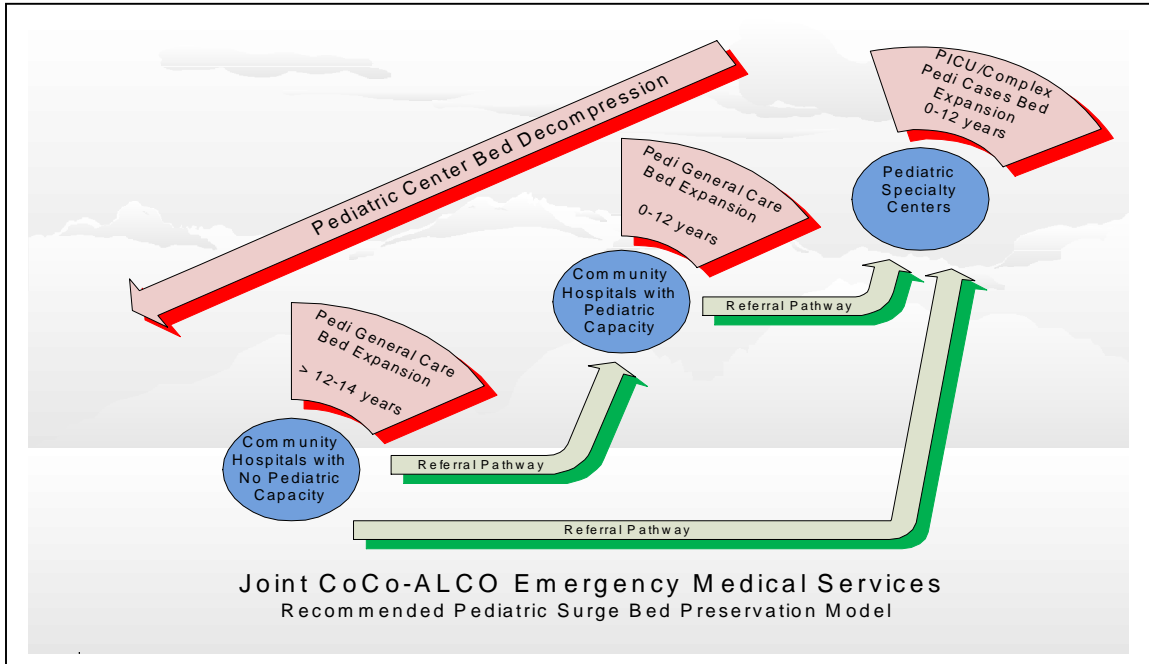 Pediatric Center Bed Decompression
PICU/Complex
Pedi Cases Bed
Expansion
0-12 years
Pediatric
Specialty
Centers
Pedi General Care
Bed Expansion
0-12 years
Community
Hospitals with
Pediatric
Capacity
Referral Pathway
Pedi General Care
Bed Expansion
> 12-14 years
Community
Hospitals with
No Pediatric
Capacity
Referral Pathway
Referral Pathway
Joint CoCo-ALCO Emergency Medical Services
Recommended Pediatric Surge Bed Preservation Model